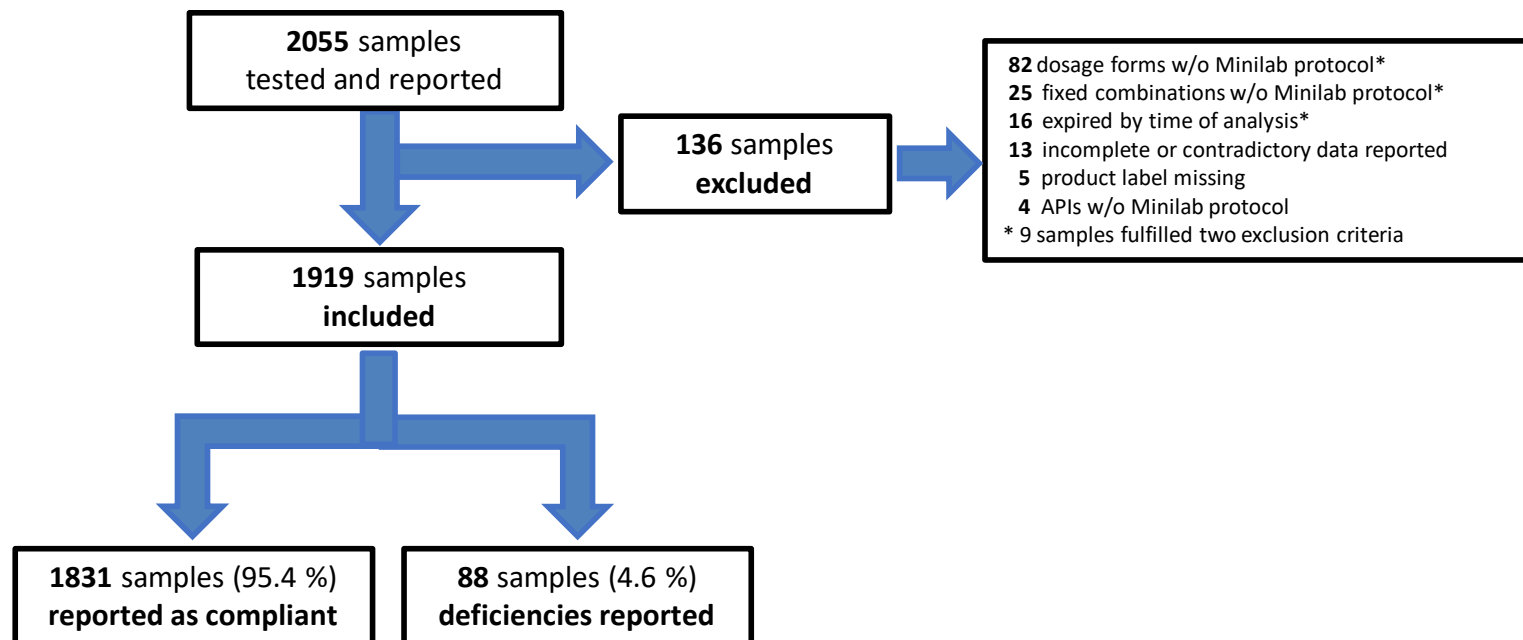 2055 samples
tested and reported
82 dosage forms w/o Minilab protocol*
25 fixed combinations w/o Minilab protocol*
16 expired by time of analysis*
13 incomplete or contradictory data reported
5 product label missing
4 APIs w/o Minilab protocol
* 9 samples fulfilled two exclusion criteria
136 samples
excluded
1919 samples
included
1831 samples (95.4 %)
reported as compliant
88 samples (4.6 %)
deficiencies reported